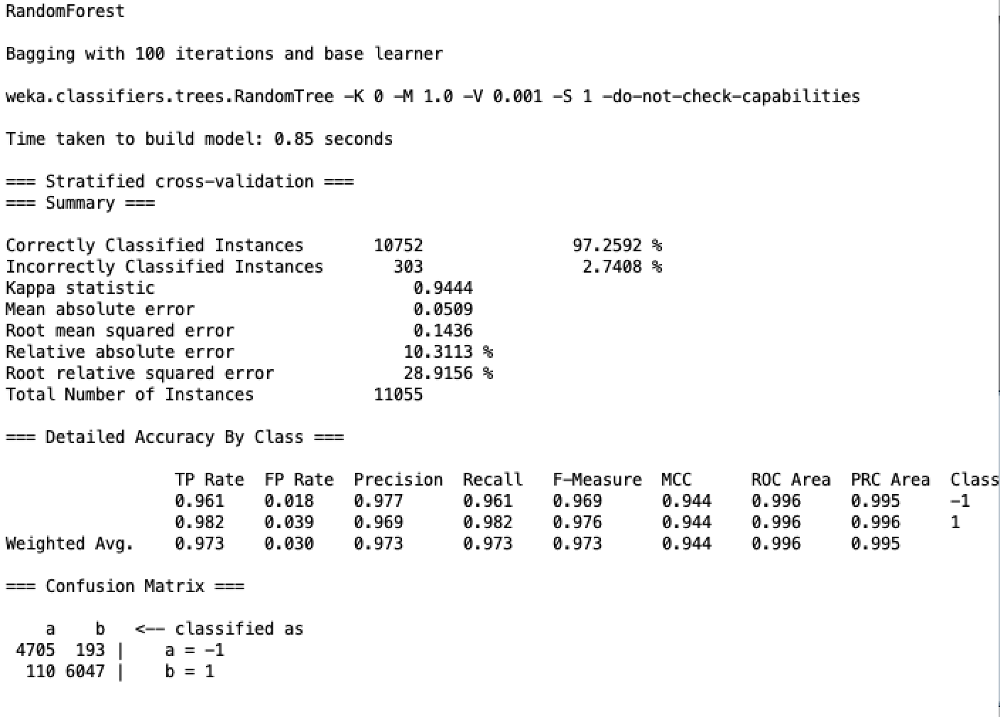 RandomForest
Bagging with 100 iterations and base learner
weka.classifiers.trees.RandomTree -K 0 -M 1.0 -V 0.001 -S 1 -do-not-check-capabilities
Time taken to build model: 0.85 seconds
=== Stratified cross-validation ===
=== Summary ===
Correctly Classified Instances 10752 97.2592 %
Incorrectly Classified Instances 303 2.7408 %
Kappa statistic 0.9444
Mean absolute error 0.0509
Root mean squared error 0.1436
Relative absolute error 10.3113 %
Root relative squared error 28.9156 %
Total Number of Instances 11055
=== Detailed Accuracy By Class ===
TP Rate FP Rate Precision Recall F-Measure MCC ROC Area PRC Area Class
0.961 0.018 0.977 0.961 0.969 0.944 0.996 0.995 -1
0.982 0.039 0.969 0.982 0.976 0.944 0.996 0.996 1
Weighted Avg. 0.973 0.030 0.973 0.973 0.973 0.944 0.996 0.995
=== Confusion Matrix ===
a b <-- classified as
4705 193 | a = -1
110 6047 | b = 1